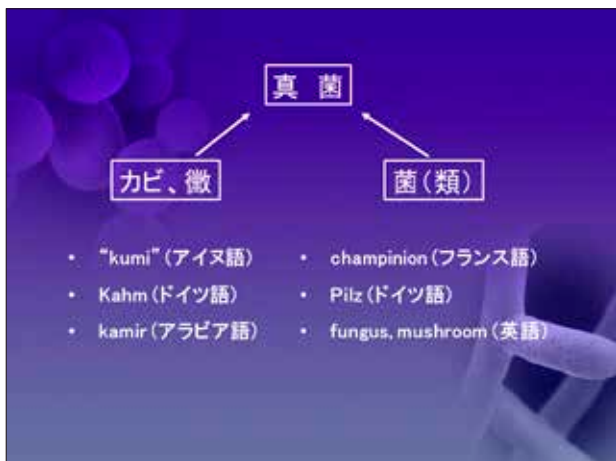 真 菌
カビ、黴
菌(類)
• “kumi”(アイヌ語)
• Kahm(ドイツ語)
• kamir(アラビア語)
• champinion(フランス語)
• Pilz(ドイツ語)
• fungus, mushroom(英語)